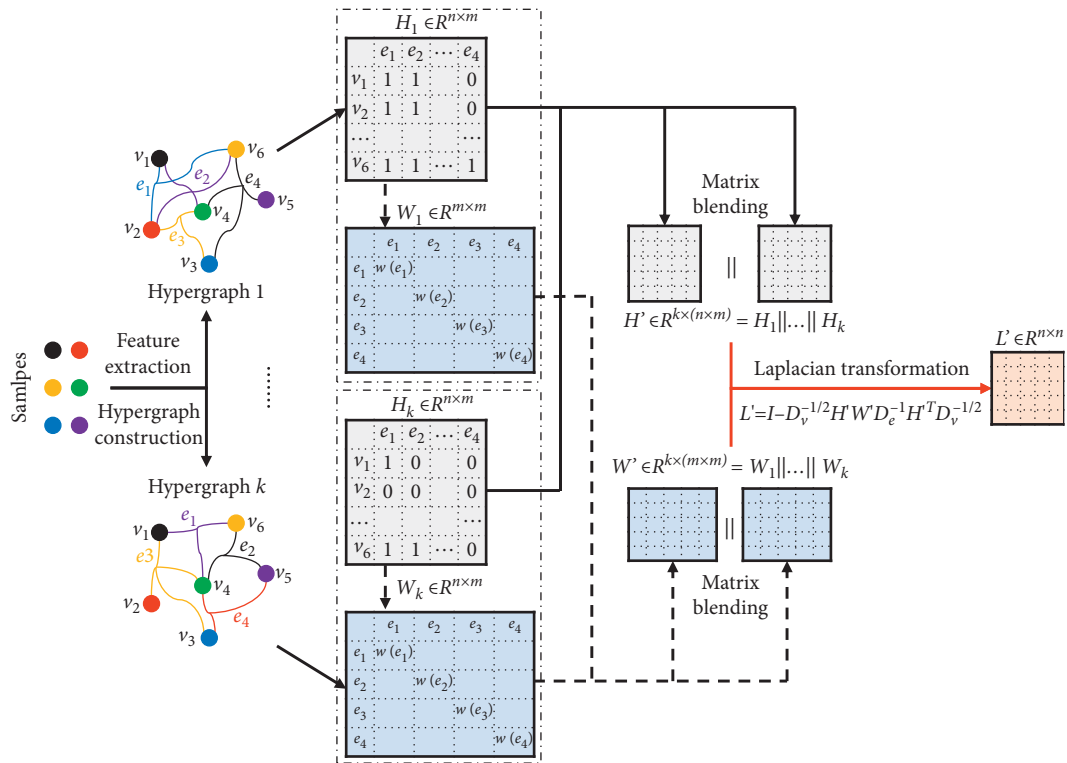 Samlpes
Feature
extraction
Hypergraph
construction
v1
v6
e1
e2
e4
v5
v4
v2
e3
v3
Hypergraph 1
........
Hypergraph k
v1
e1
v6
e3
e2
v5
v4
v2
e4
v3
H1 ∈R^{n×m}
e1 e2 ... e4
v1 1 1 0
v2 1 1 0
... ...
v6 1 1 ... 1
W1 ∈R^{m×m}
e1 e2 e3 e4
e1 w (e1)
e2 w (e2)
e3 w (e3)
e4 w (e4)
Hk ∈R^{n×m}
e1 e2 ... e4
v1 1 0 0
v2 0 0 0
... ...
v6 1 1 ... 0
Wk ∈R^{n×m}
e1 e2 e3 e4
e1 w (e1)
e2 w (e2)
e3 w (e3)
e4 w (e4)
Matrix
blending
||
H' ∈R^{k×(n×m)} = H1||...|| Hk
Laplacian transformation
L'=I–Dv^{-1/2}H'W'De^{-1}H'^{T}Dv^{-1/2}
L' ∈R^{n×n}
W' ∈R^{k×(m×m)} = W1||...|| Wk
||
Matrix
blending